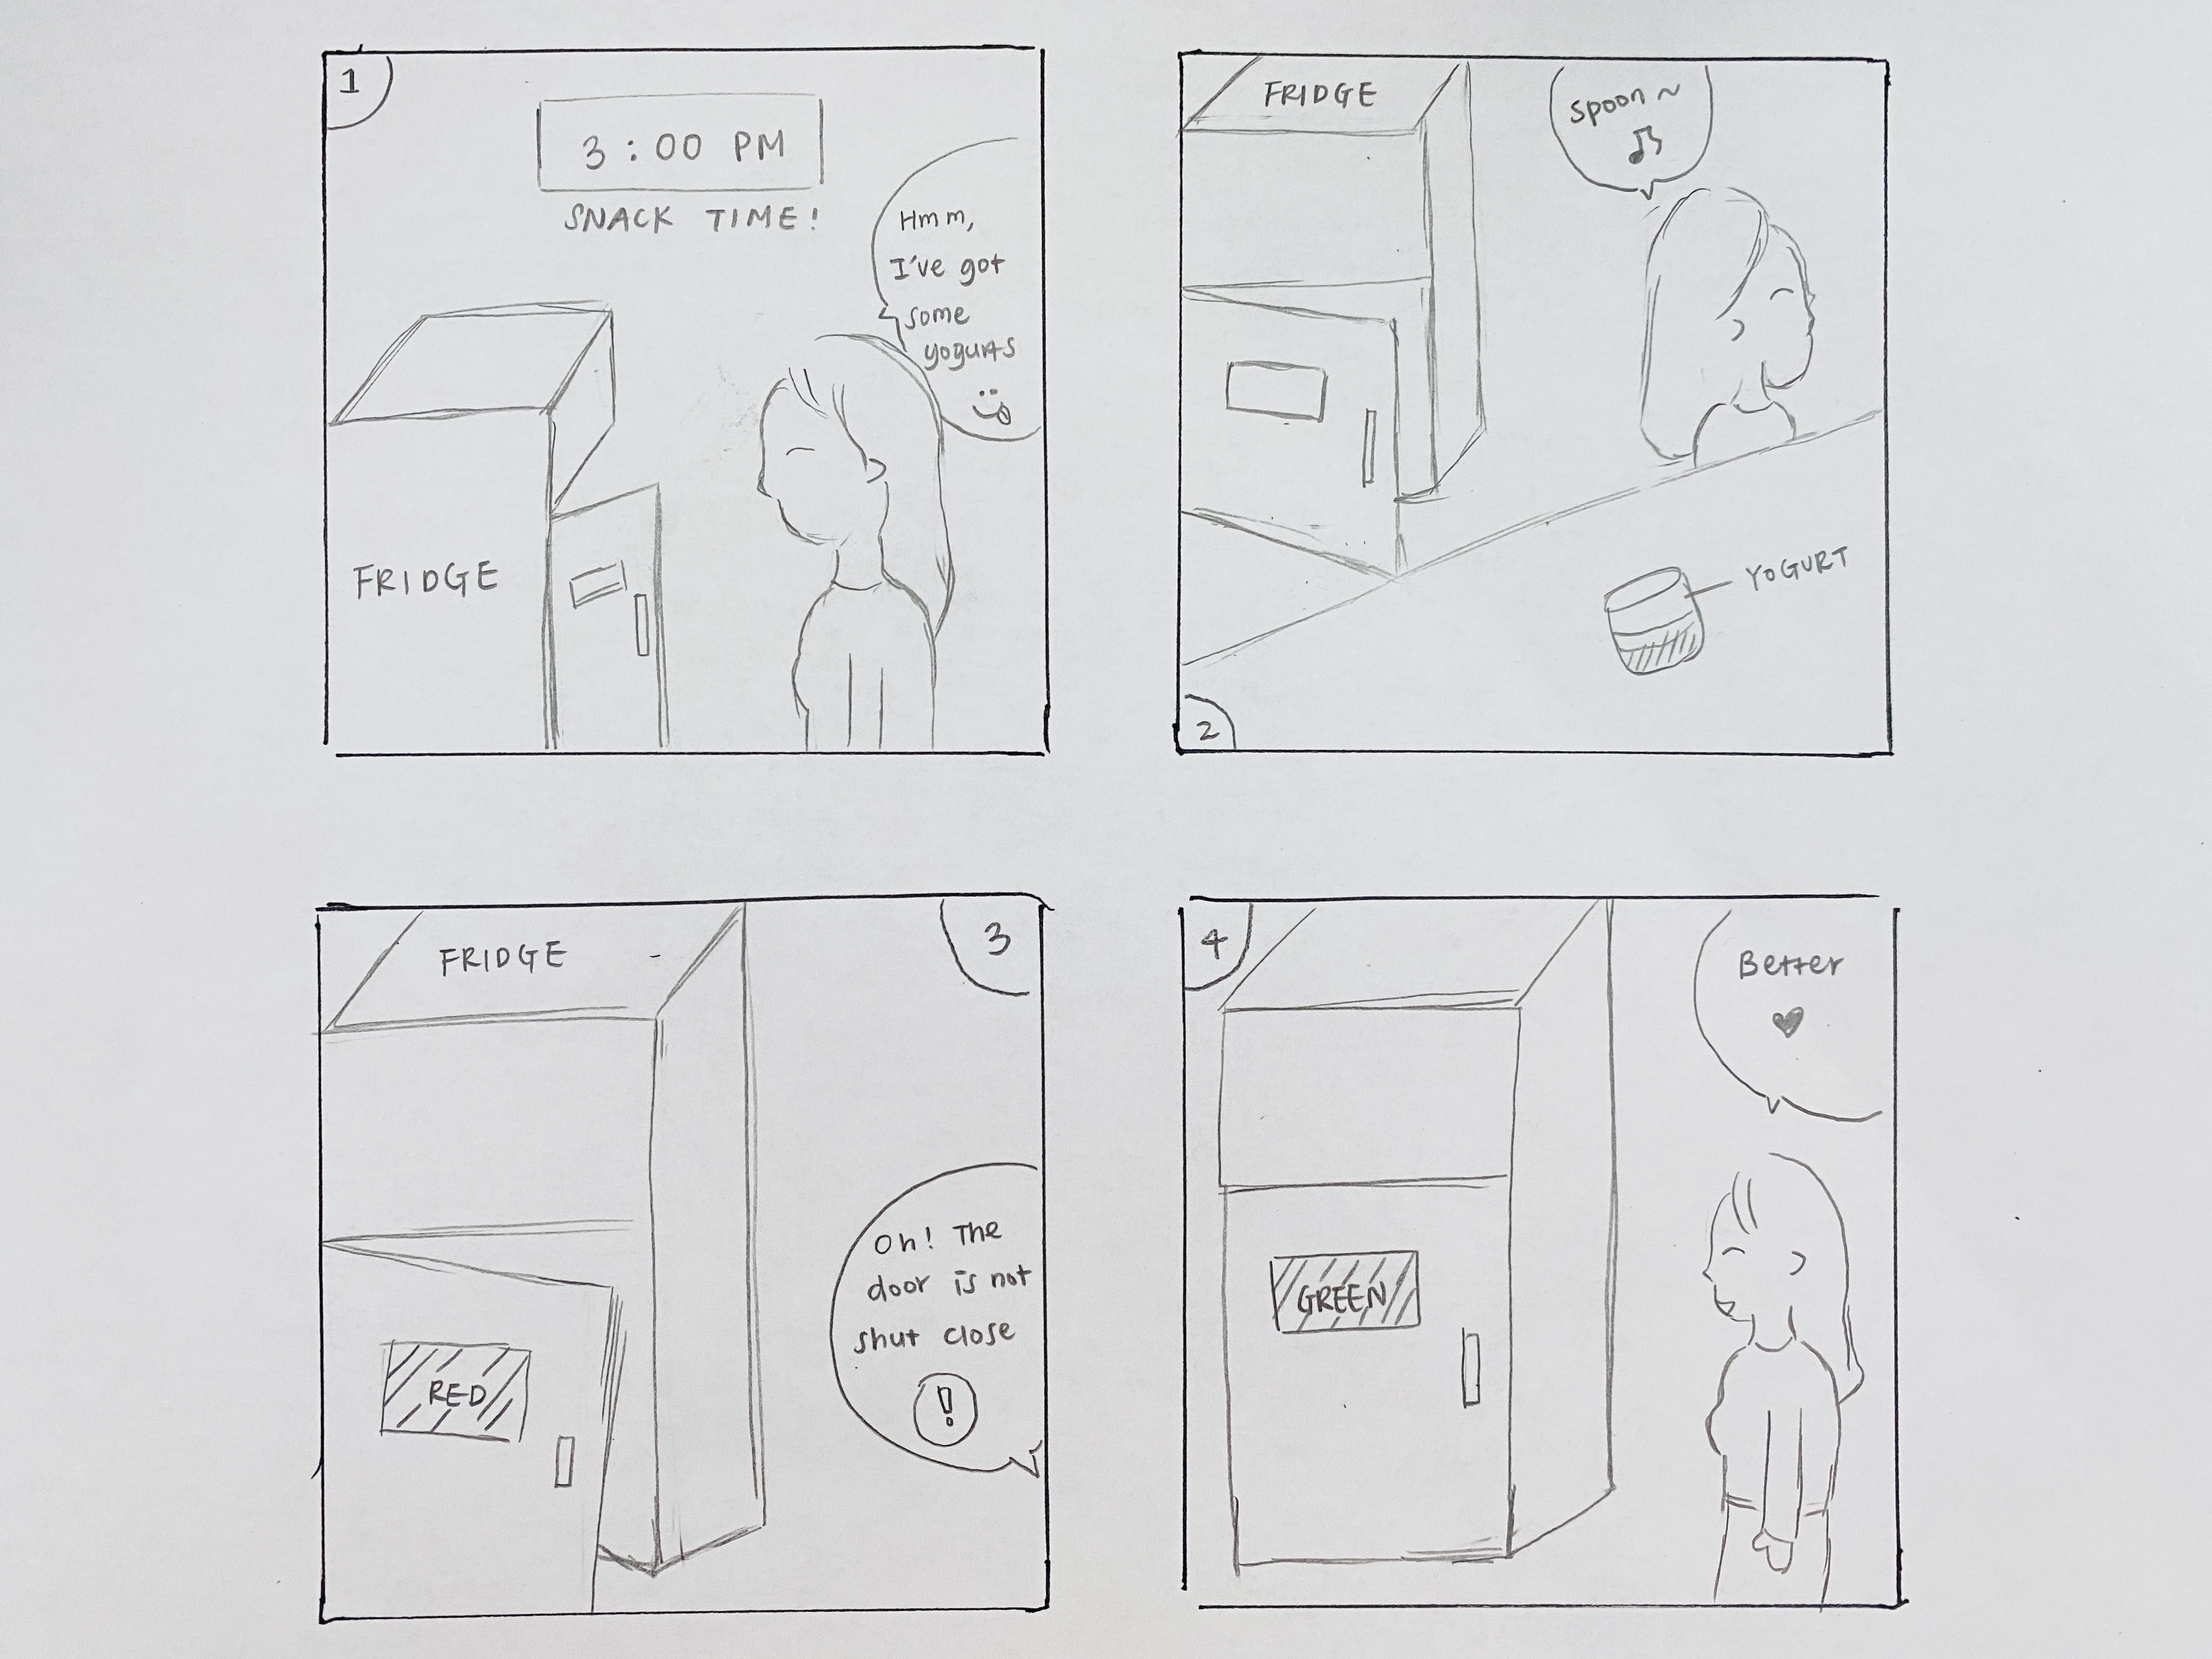 1
3:00 PM
SNACK TIME!
Hmm,
I've got
some
yogurts
FRIDGE
FRIDGE
Spoon ~
YOGURT
2
FRIDGE
3
Oh! The
door is not
shut close
!
RED
4
Better
GREEN